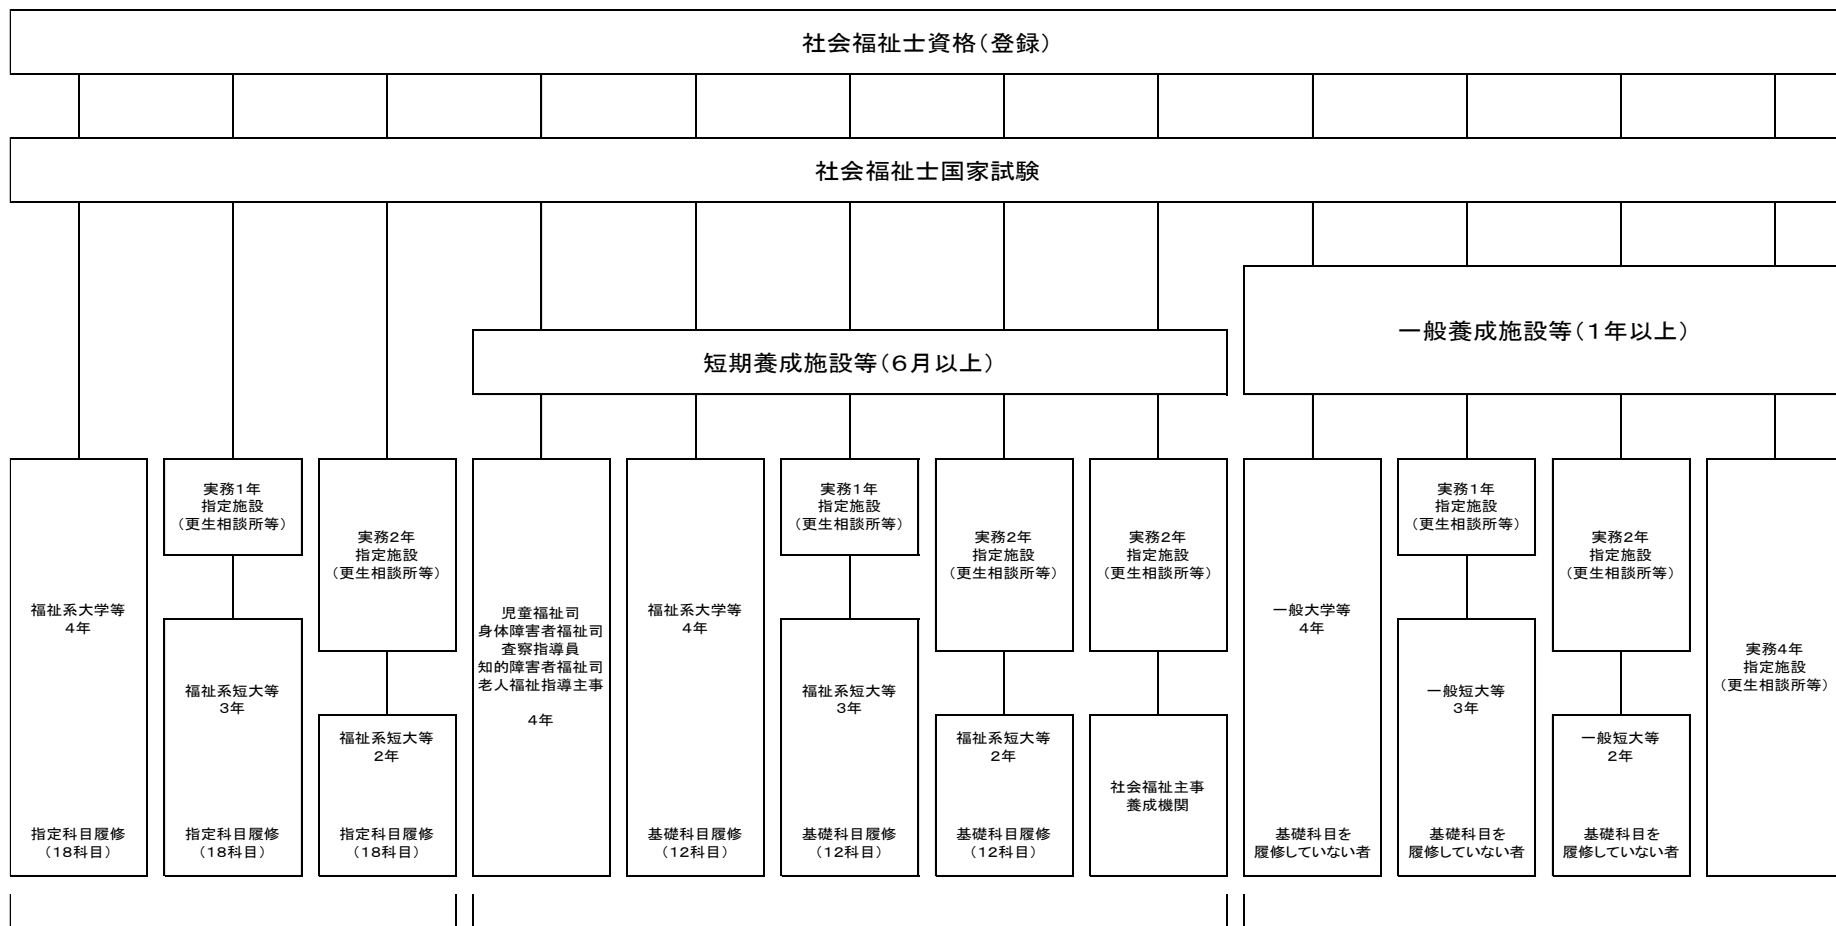 社会福祉士資格（登録）
社会福祉士国家試験
一般養成施設等（１年以上）
短期養成施設等（６月以上）
福祉系大学等
4年
指定科目履修
（18科目）
実務1年
指定施設
（更生相談所等）
福祉系短大等
3年
指定科目履修
（18科目）
実務2年
指定施設
（更生相談所等）
福祉系短大等
2年
指定科目履修
（18科目）
児童福祉司
身体障害者福祉司
査察指導員
知的障害者福祉司
老人福祉指導主事
4年
福祉系大学等
4年
基礎科目履修
（12科目）
実務1年
指定施設
（更生相談所等）
福祉系短大等
3年
基礎科目履修
（12科目）
実務2年
指定施設
（更生相談所等）
福祉系短大等
2年
基礎科目履修
（12科目）
実務2年
指定施設
（更生相談所等）
社会福祉主事
養成機関
一般大学等
4年
基礎科目を
履修していない者
実務1年
指定施設
（更生相談所等）
一般短大等
3年
基礎科目を
履修していない者
実務2年
指定施設
（更生相談所等）
一般短大等
2年
基礎科目を
履修していない者
実務4年
指定施設
（更生相談所等）